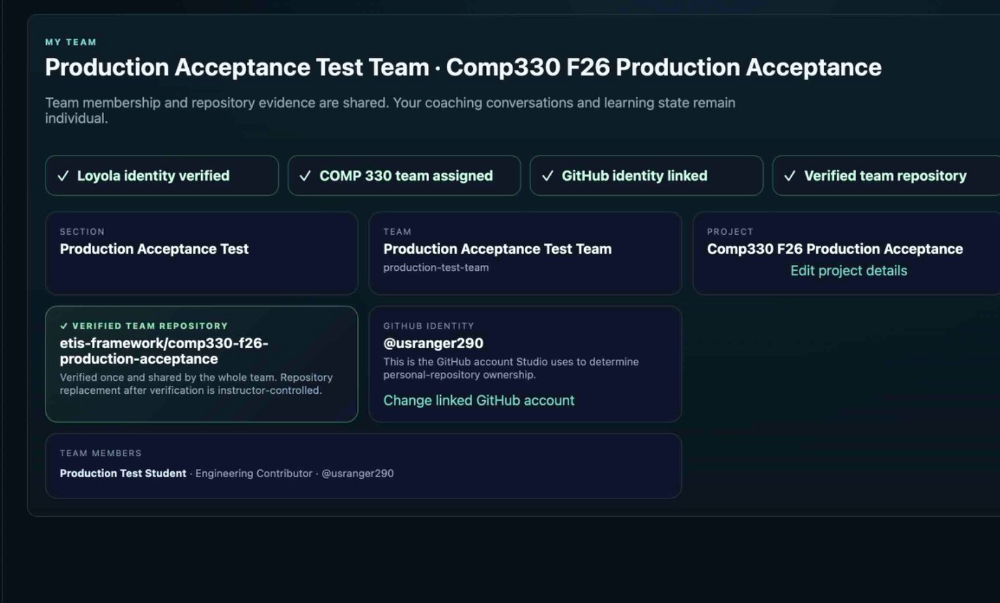 MY TEAM
Production Acceptance Test Team · Comp330 F26 Production Acceptance
Team membership and repository evidence are shared. Your coaching conversations and learning state remain
individual.
✓ Loyola identity verified
✓ COMP 330 team assigned
✓ GitHub identity linked
✓ Verified team repository
SECTION
Production Acceptance Test
TEAM
Production Acceptance Test Team
production-test-team
PROJECT
Comp330 F26 Production Acceptance
Edit project details
✓ VERIFIED TEAM REPOSITORY
etis-framework/comp330-f26-
production-acceptance
Verified once and shared by the whole team. Repository
replacement after verification is instructor-controlled.
GITHUB IDENTITY
@usranger290
This is the GitHub account Studio uses to determine
personal-repository ownership.
Change linked GitHub account
TEAM MEMBERS
Production Test Student · Engineering Contributor · @usranger290